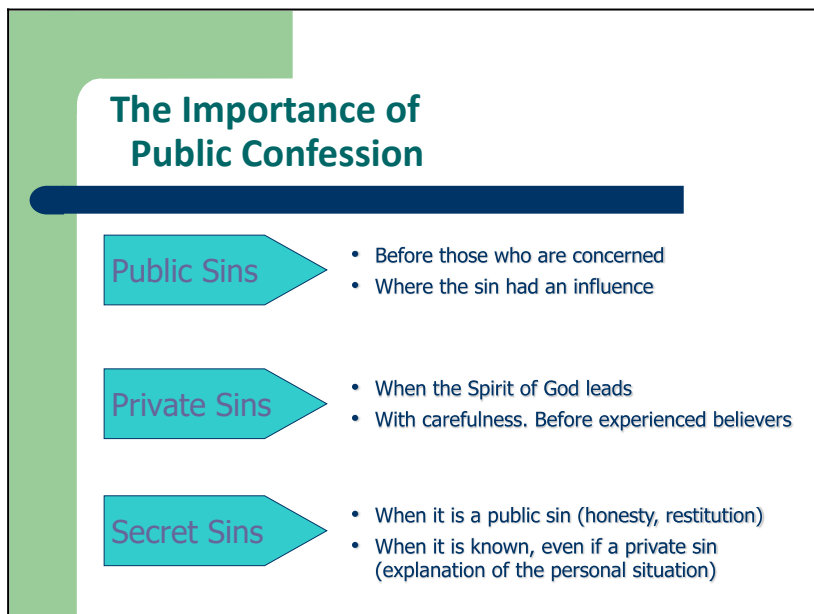 The Importance of
Public Confession
Public Sins
• Before those who are concerned
• Where the sin had an influence
Private Sins
• When the Spirit of God leads
• With carefulness. Before experienced believers
Secret Sins
• When it is a public sin (honesty, restitution)
• When it is known, even if a private sin
(explanation of the personal situation)